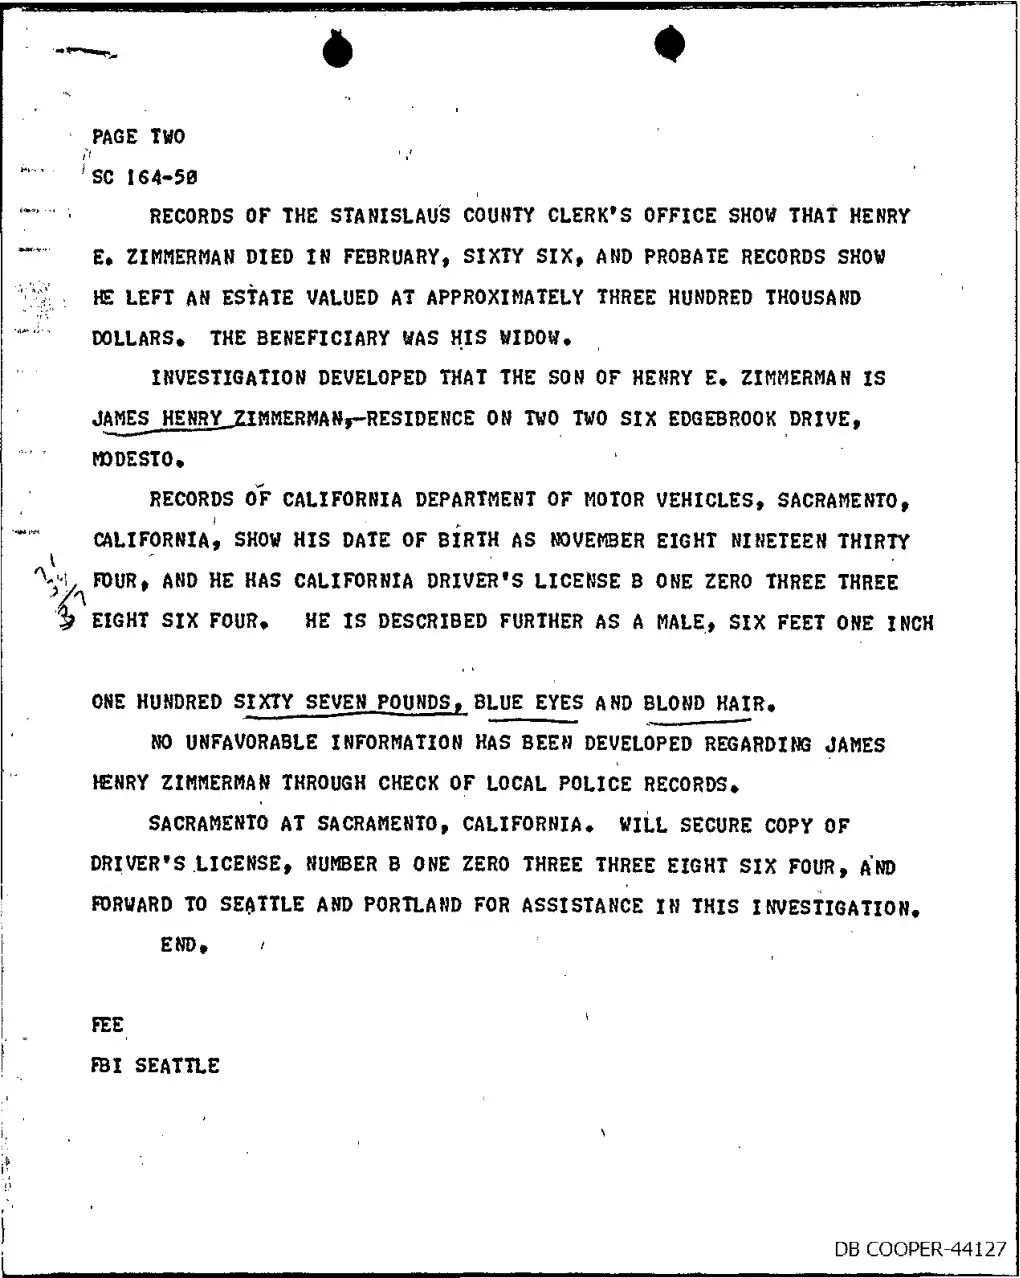 PAGE TWO
SC 164-50
RECORDS OF THE STANISLAUS COUNTY CLERK'S OFFICE SHOW THAT HENRY
E. ZIMMERMAN DIED IN FEBRUARY, SIXTY SIX, AND PROBATE RECORDS SHOW
HE LEFT AN ESTATE VALUED AT APPROXIMATELY THREE HUNDRED THOUSAND
DOLLARS. THE BENEFICIARY WAS HIS WIDOW.
INVESTIGATION DEVELOPED THAT THE SON OF HENRY E. ZIMMERMAN IS
JAMES HENRY ZIMMERMAN, RESIDENCE ON TWO TWO SIX EDGEBROOK DRIVE,
MODESTO.
RECORDS OF CALIFORNIA DEPARTMENT OF MOTOR VEHICLES, SACRAMENTO,
CALIFORNIA, SHOW HIS DATE OF BIRTH AS NOVEMBER EIGHT NINETEEN THIRTY
71
34
37
FOUR, AND HE HAS CALIFORNIA DRIVER'S LICENSE B ONE ZERO THREE THREE
EIGHT SIX FOUR. HE IS DESCRIBED FURTHER AS A MALE, SIX FEET ONE INCH
ONE HUNDRED SIXTY SEVEN POUNDS, BLUE EYES AND BLOND HAIR.
NO UNFAVORABLE INFORMATION HAS BEEN DEVELOPED REGARDING JAMES
HENRY ZIMMERMAN THROUGH CHECK OF LOCAL POLICE RECORDS.
SACRAMENTO AT SACRAMENTO, CALIFORNIA. WILL SECURE COPY OF
DRIVER'S LICENSE, NUMBER B ONE ZERO THREE THREE EIGHT SIX FOUR, AND
FORWARD TO SEATTLE AND PORTLAND FOR ASSISTANCE IN THIS INVESTIGATION.
END.
FEE
FBI SEATTLE
DB COOPER-44127